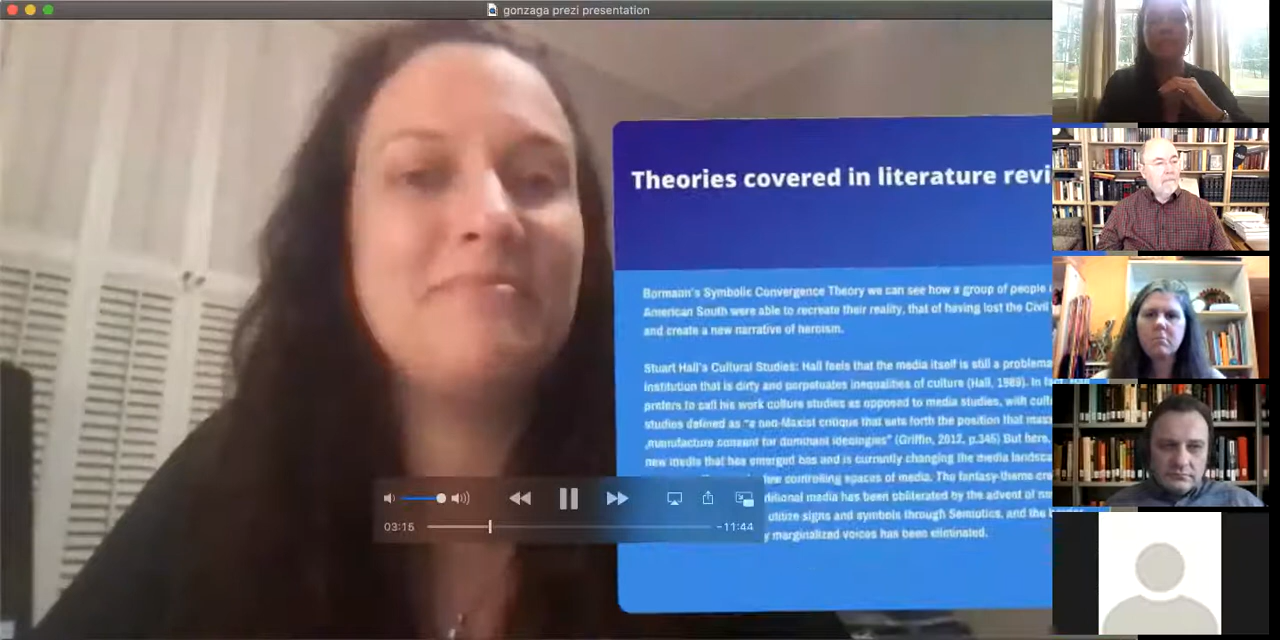 gonzaga prezi presentation
Theories covered in literature revi
Bormann's Symbolic Convergence Theory we can see how a group of people
American South were able to recreate their reality, that of having lost the Civil
and create a new narrative of heroism.
Stuart Hall's Cultural Studies: Hall feels that the media itself is still a problema
institution that is dirty and perpetuates inequalities of culture (Hall, 1989). In
prefers to call his work culture studies as opposed to media studies, with cult
studies defined as "a neo-Maxist critique that sets forth the position that mass
manufacture consent for dominant ideologies" (Griffin, 2012, p.345) But here,
new media that has emerged has and is currently changing the media landsca
few controlling spaces of media. The fantasy-theme cre
ditional media has been obliterated by the advent of
utilize signs and symbols through Semiotics, and the
y marginalized voices has been eliminated.
03:15
-11:44